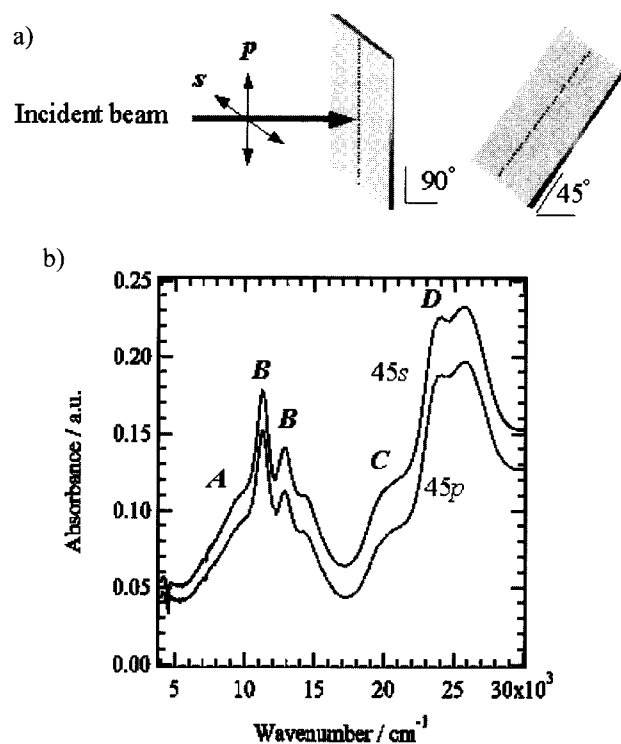 a)
p
s
Incident beam
90°
45°
b)
0.25
0.20
0.15
0.10
0.05
0.00
Absorbance / a.u.
A
B
B
C
D
45s
45p
5 10 15 20 25 30x10³
Wavenumber / cm⁻¹